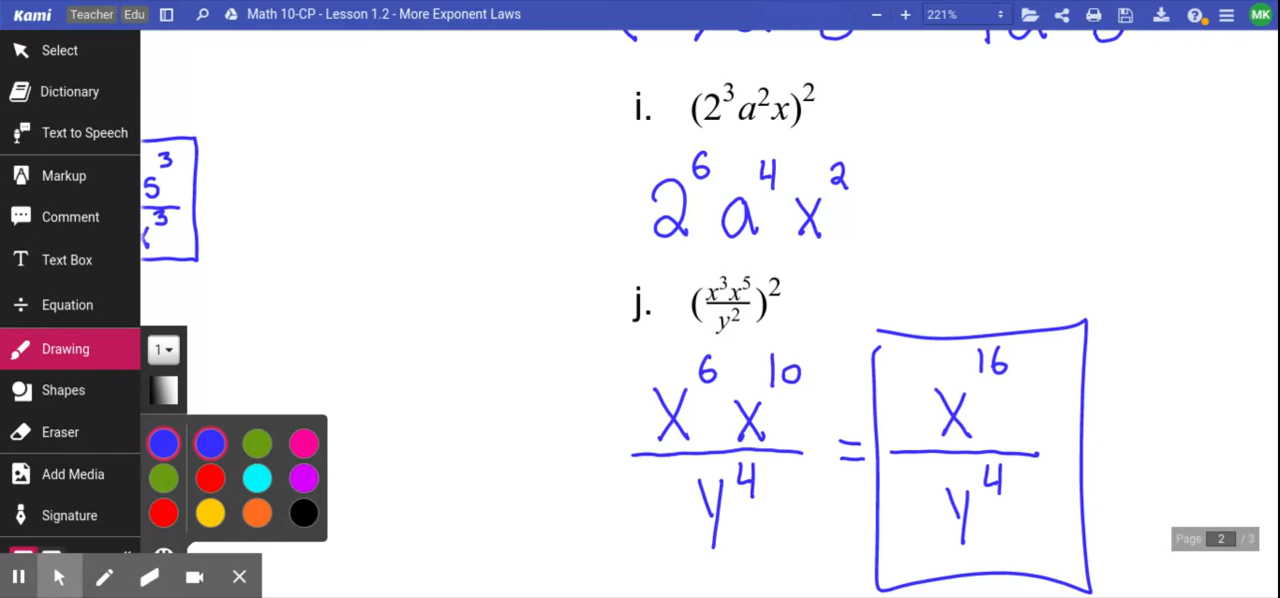 Kami Teacher Edu Math 10-CP - Lesson 1.2 - More Exponent Laws 221% MK
Select
Dictionary
Text to Speech
Markup
Comment
Text Box
Equation
Drawing
Shapes
Eraser
Add Media
Signature
1
5³
i. (2³a²x)²
2⁶ a⁴ x²
j. (x³x⁵/y²)²
x⁶ x¹⁰ / y⁴ = x¹⁶ / y⁴
Page 2 / 3